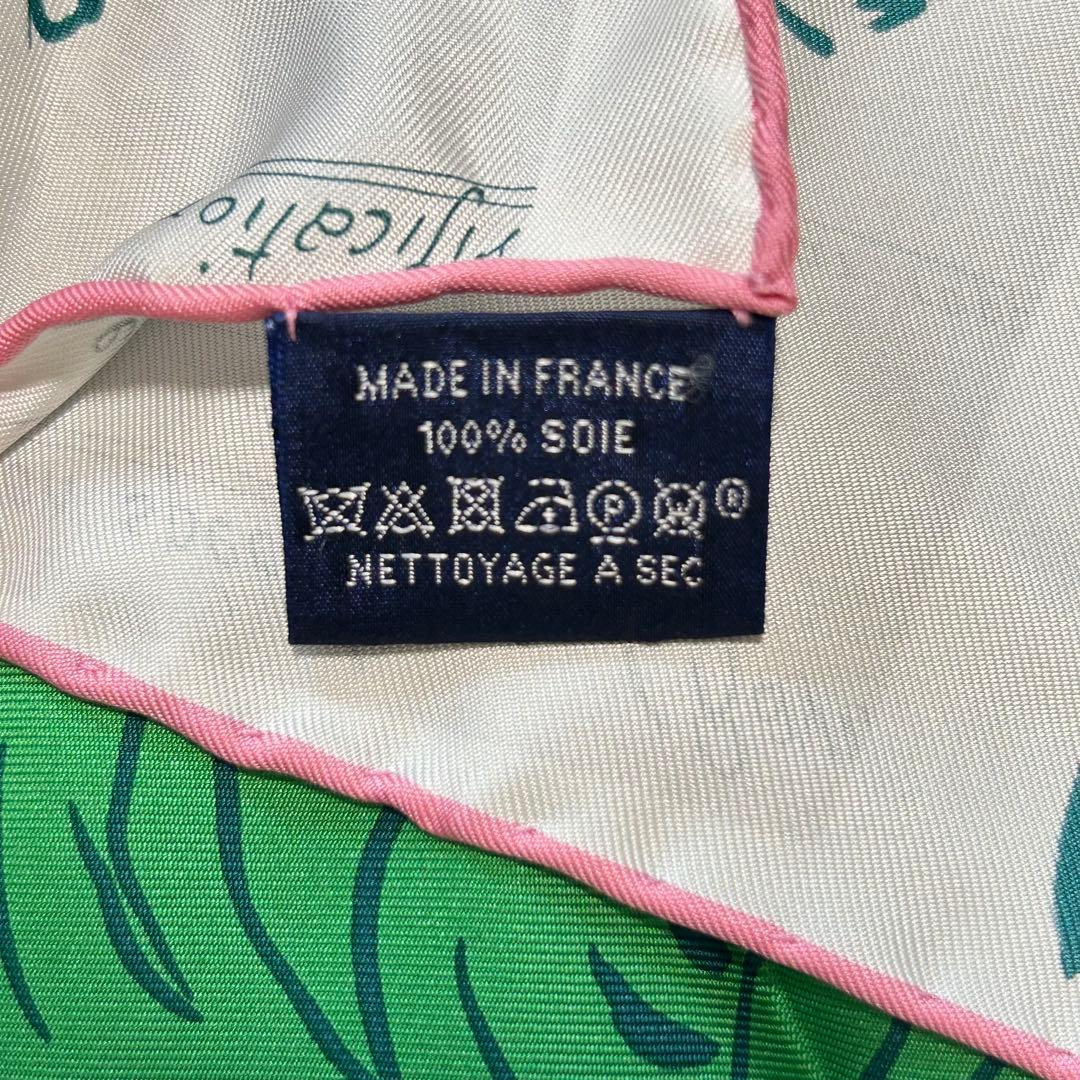 MADE IN FRANCE
100% SOIE
P W ®
NETTOYAGE A SEC